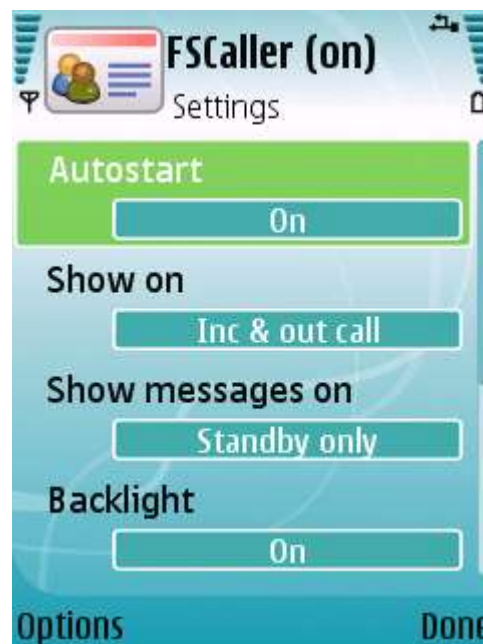 FSCaller (on)
Settings
Autostart
On
Show on
Inc & out call
Show messages on
Standby only
Backlight
On
Options
Done